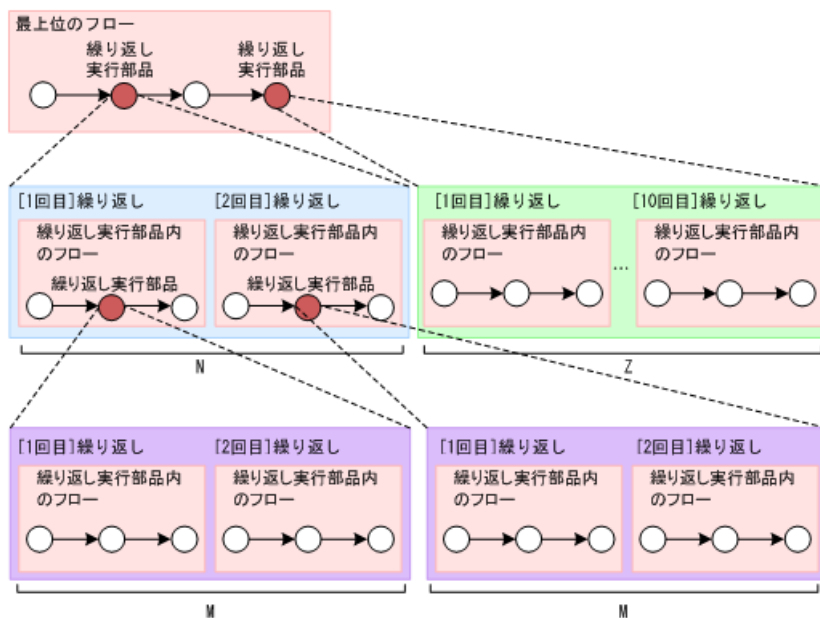 最上位のフロー
繰り返し
実行部品
繰り返し
実行部品
[1回目]繰り返し
[2回目]繰り返し
繰り返し実行部品内
のフロー
繰り返し実行部品
繰り返し実行部品内
のフロー
繰り返し実行部品
N
[1回目]繰り返し
[10回目]繰り返し
繰り返し実行部品内
のフロー
...
繰り返し実行部品内
のフロー
Z
[1回目]繰り返し
[2回目]繰り返し
繰り返し実行部品内
のフロー
繰り返し実行部品内
のフロー
M
[1回目]繰り返し
[2回目]繰り返し
繰り返し実行部品内
のフロー
繰り返し実行部品内
のフロー
M